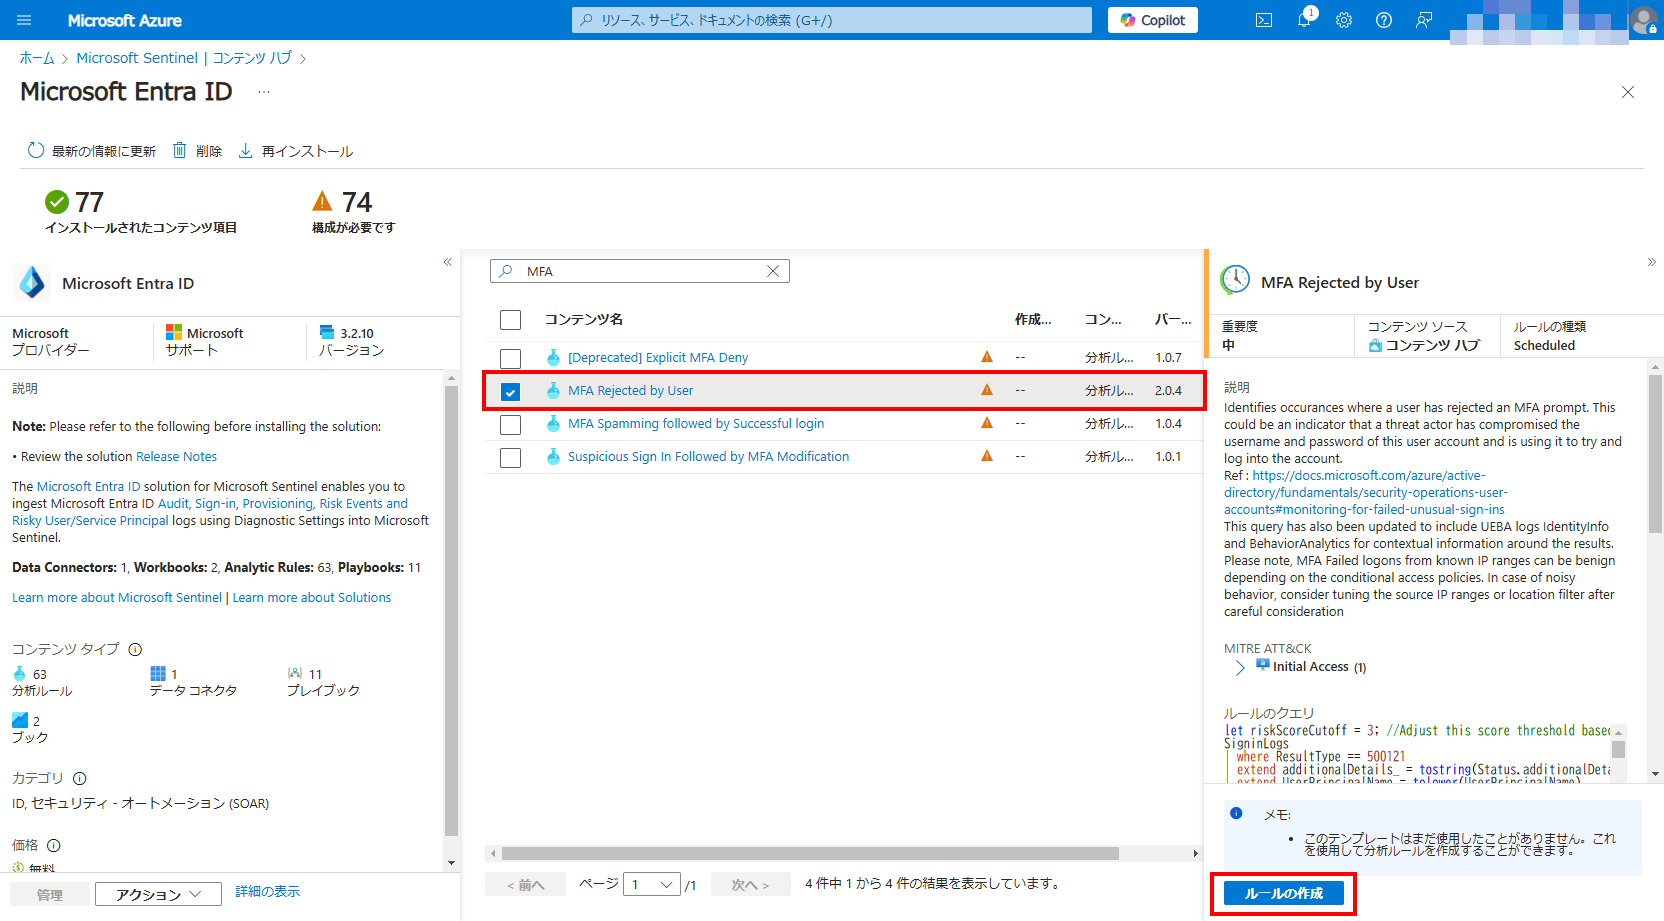 Microsoft Azure
リソース、サービス、ドキュメントの検索 (G+/)
Copilot
1
ホーム > Microsoft Sentinel | コンテンツ ハブ >
Microsoft Entra ID ...
最新の情報に更新 削除 再インストール
77
インストールされたコンテンツ項目
74
構成が必要です
Microsoft Entra ID
Microsoft
プロバイダー
Microsoft
サポート
3.2.10
バージョン
説明
Note: Please refer to the following before installing the solution:
• Review the solution Release Notes
The Microsoft Entra ID solution for Microsoft Sentinel enables you to
ingest Microsoft Entra ID Audit, Sign-in, Provisioning, Risk Events and
Risky User/Service Principal logs using Diagnostic Settings into Microsoft
Sentinel.
Data Connectors: 1, Workbooks: 2, Analytic Rules: 63, Playbooks: 11
Learn more about Microsoft Sentinel | Learn more about Solutions
コンテンツ タイプ
63
分析ルール
1
データ コネクタ
11
プレイブック
2
ブック
カテゴリ
ID, セキュリティ - オートメーション (SOAR)
価格
無料
管理 アクション 詳細の表示
MFA
コンテンツ名 作成... コン... バー...
[Deprecated] Explicit MFA Deny -- 分析ル... 1.0.7
MFA Rejected by User -- 分析ル... 2.0.4
MFA Spamming followed by Successful login -- 分析ル... 1.0.4
Suspicious Sign In Followed by MFA Modification -- 分析ル... 1.0.1
< 前へ ページ 1 /1 次へ > 4 件中 1 から 4 件の結果を表示しています。
MFA Rejected by User
重要度
中
コンテンツ ソース
コンテンツ ハブ
ルールの種類
Scheduled
説明
Identifies occurances where a user has rejected an MFA prompt. This
could be an indicator that a threat actor has compromised the
username and password of this user account and is using it to try and
log into the account.
Ref : https://docs.microsoft.com/azure/active-
directory/fundamentals/security-operations-user-
accounts#monitoring-for-failed-unusual-sign-ins
This query has also been updated to include UEBA logs IdentityInfo
and BehaviorAnalytics for contextual information around the results.
Please note, MFA Failed logons from known IP ranges can be benign
depending on the conditional access policies. In case of noisy
behavior, consider tuning the source IP ranges or location filter after
careful consideration
MITRE ATT&CK
Initial Access (1)
ルールのクエリ
let riskScoreCutoff = 3; //Adjust this score threshold based
SigninLogs
| where ResultType == 500121
| extend additionalDetails_ = tostring(Status.additionalDeta
| extend UserPrincipalName = tolower(UserPrincipalName)
メモ:
• このテンプレートはまだ使用したことがありません。これ
を使用して分析ルールを作成することができます。
ルールの作成